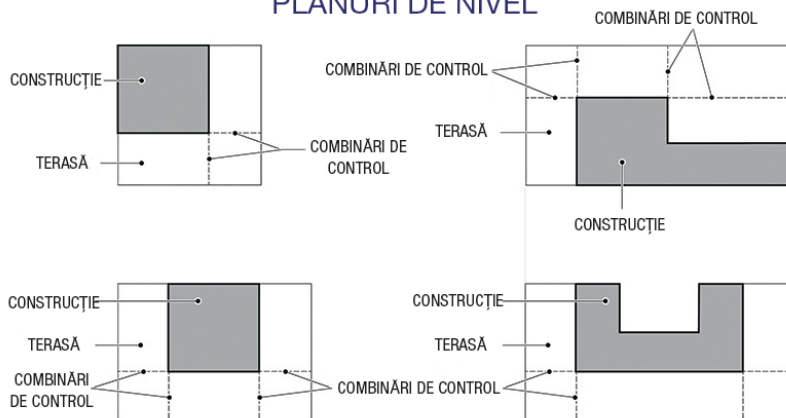 PLANURI DE NIVEL
CONSTRUCȚIE
TERASĂ
COMBINĂRI DE
CONTROL
COMBINĂRI DE CONTROL
COMBINĂRI DE CONTROL
TERASĂ
CONSTRUCȚIE
CONSTRUCȚIE
TERASĂ
COMBINĂRI
DE CONTROL
COMBINĂRI DE CONTROL
CONSTRUCȚIE
TERASĂ